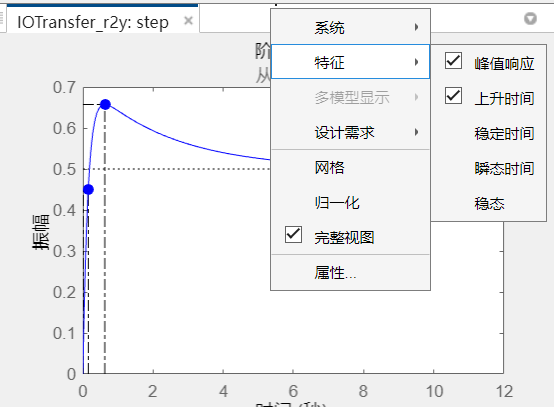 IOTransfer_r2y: step ×
阶
从
系统
特征
多模型显示
设计需求
网格
归一化
完整视图
属性...
峰值响应
上升时间
稳定时间
瞬态时间
稳态
振幅
0.7
0.6
0.5
0.4
0.3
0.2
0.1
0
0 2 4 6 8 10 12
时间 (秒)